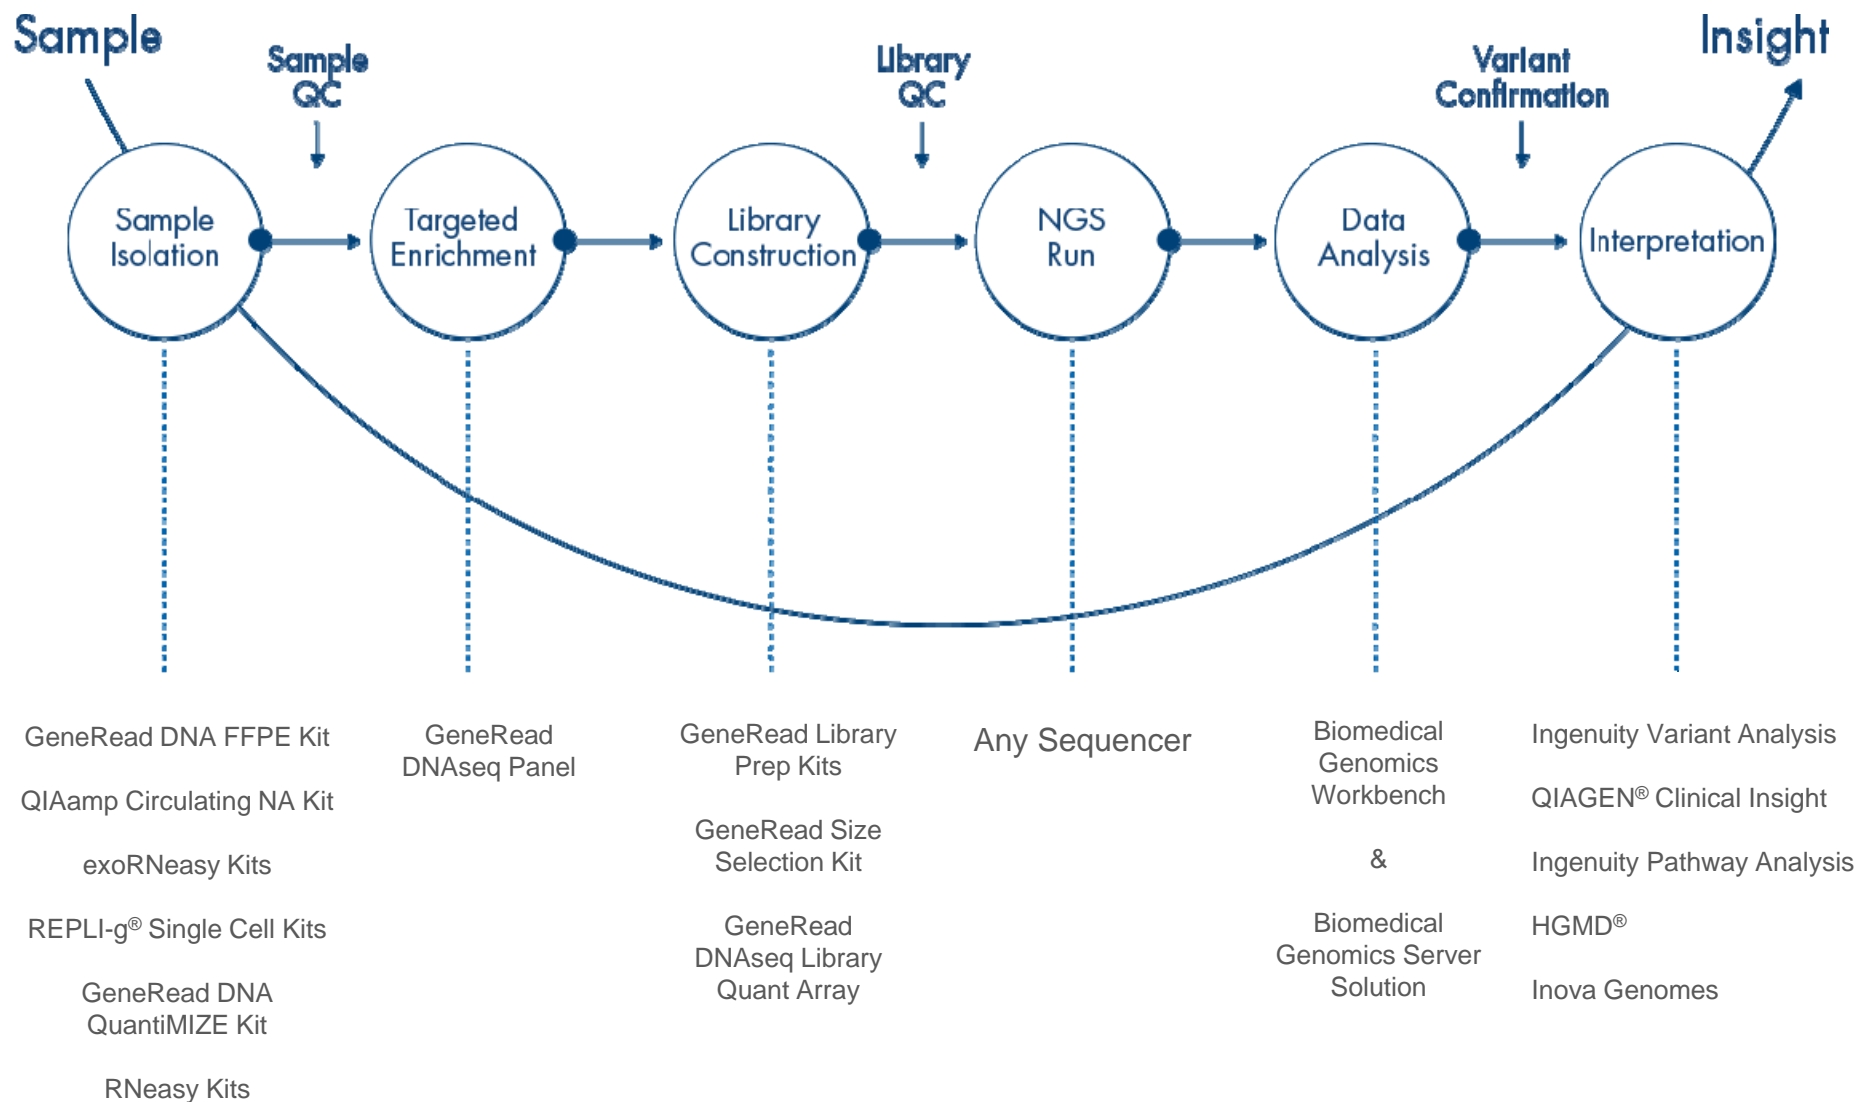 Sample
Sample
QC
Library
QC
Variant
Confirmation
Insight
Sample
Isolation
Targeted
Enrichment
Library
Construction
NGS
Run
Data
Analysis
Interpretation
GeneRead DNA FFPE Kit
QIAamp Circulating NA Kit
exoRNeasy Kits
REPLI-g® Single Cell Kits
GeneRead DNA
QuantiMIZE Kit
RNeasy Kits
GeneRead
DNAseq Panel
GeneRead Library
Prep Kits
GeneRead Size
Selection Kit
GeneRead
DNAseq Library
Quant Array
Any Sequencer
Biomedical
Genomics
Workbench
&
Biomedical
Genomics Server
Solution
Ingenuity Variant Analysis
QIAGEN® Clinical Insight
Ingenuity Pathway Analysis
HGMD®
Inova Genomes